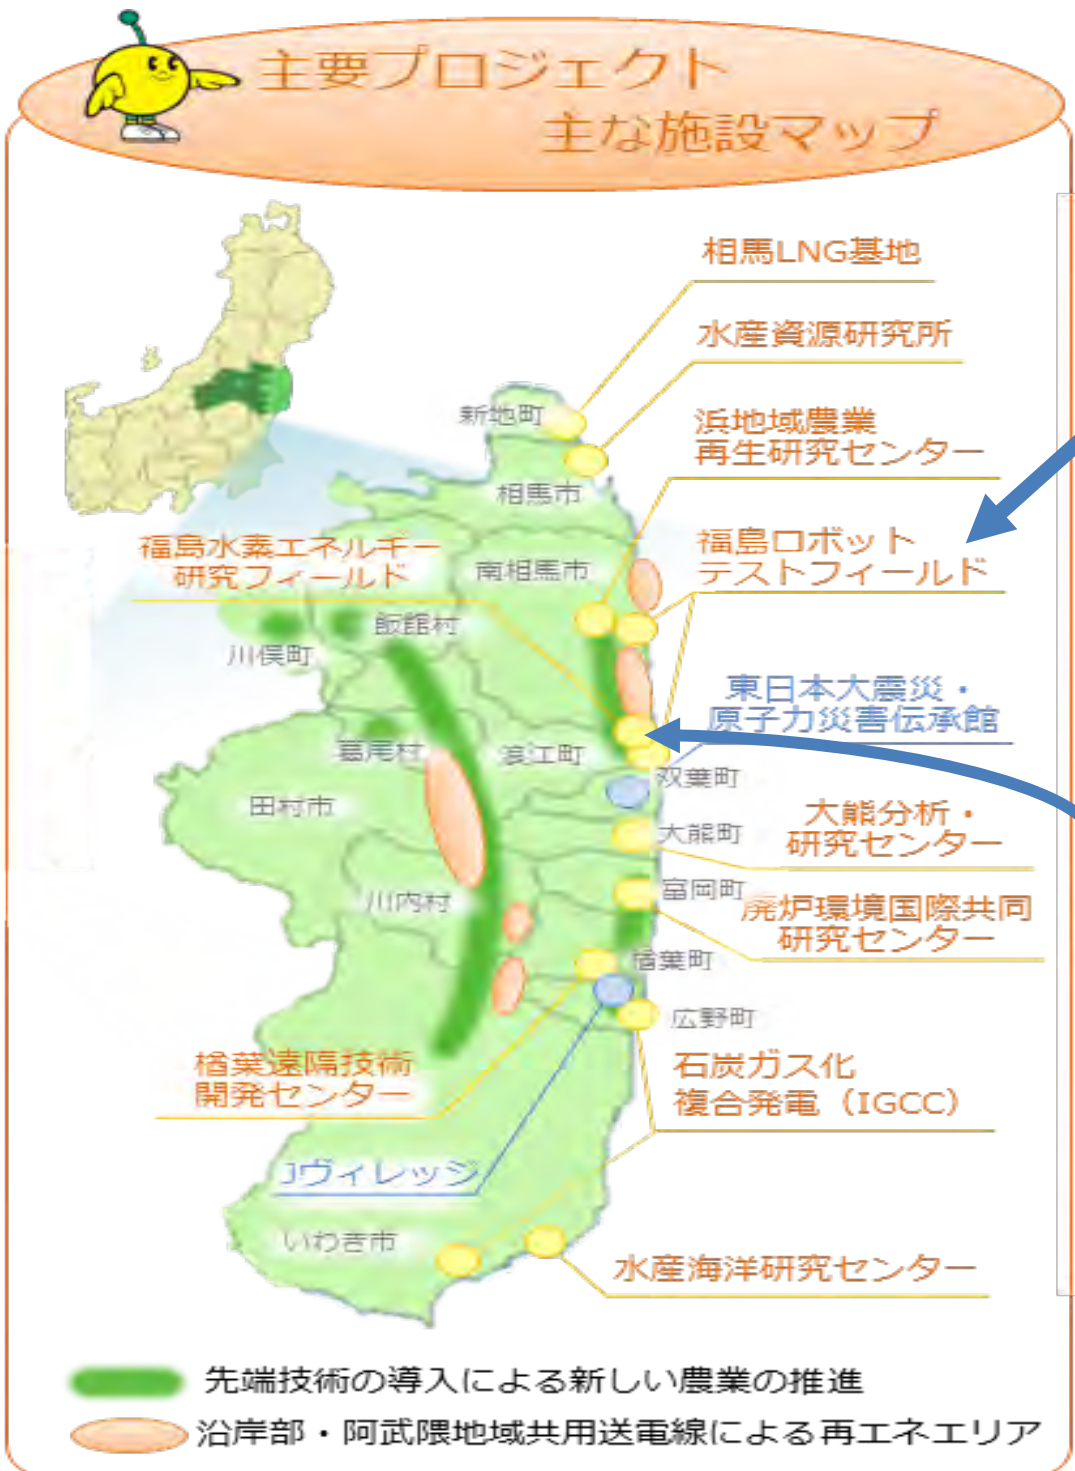 主要プロジェクト
主な施設マップ
相馬LNG基地
水産資源研究所
新地町
浜地域農業
再生研究センター
相馬市
福島水素エネルギー
研究フィールド
南相馬市
福島ロボット
テストフィールド
飯舘村
川俣町
東日本大震災・
原子力災害伝承館
葛尾村
浪江町
双葉町
田村市
大熊町
大熊分析・
研究センター
川内村
富岡町
廃炉環境国際共同
研究センター
楢葉町
広野町
楢葉遠隔技術
開発センター
石炭ガス化
複合発電（IGCC）
Jヴィレッジ
いわき市
水産海洋研究センター
先端技術の導入による新しい農業の推進
沿岸部・阿武隈地域共用送電線による再エネエリア